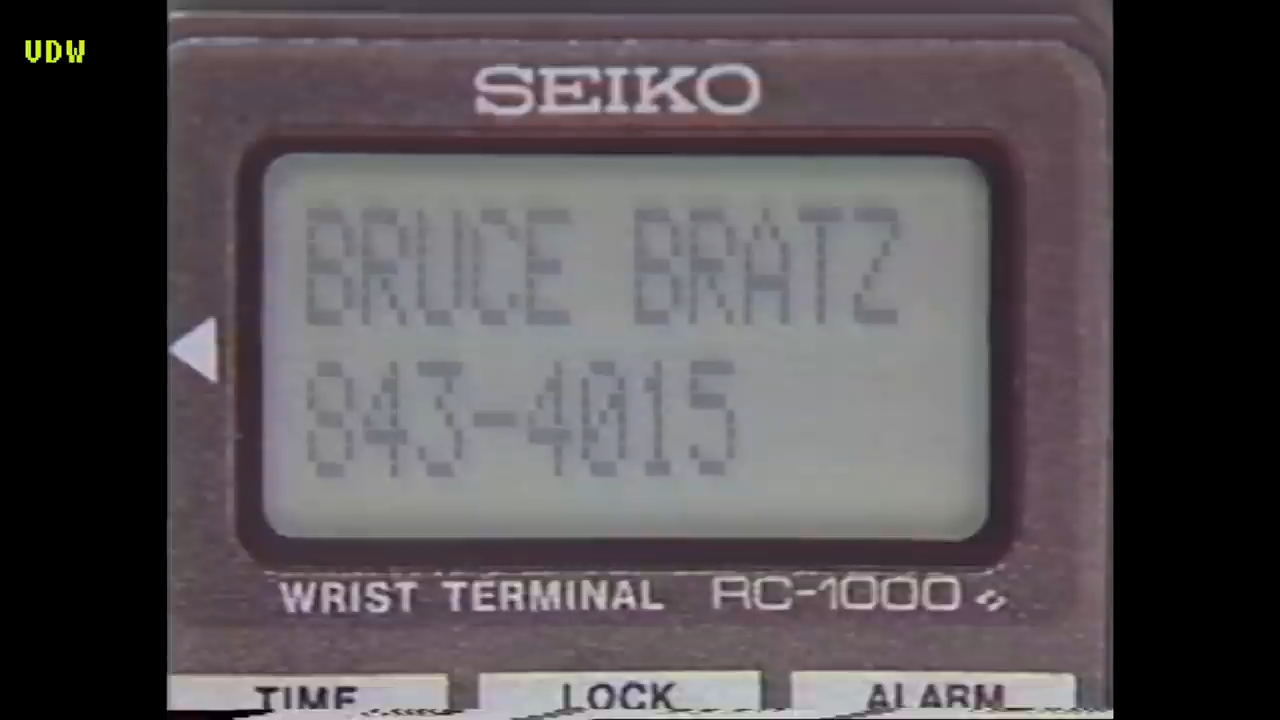 VDW
SEIKO
BRUCE BRATZ
843-4015
WRIST TERMINAL RC-1000
TIME LOCK ALARM